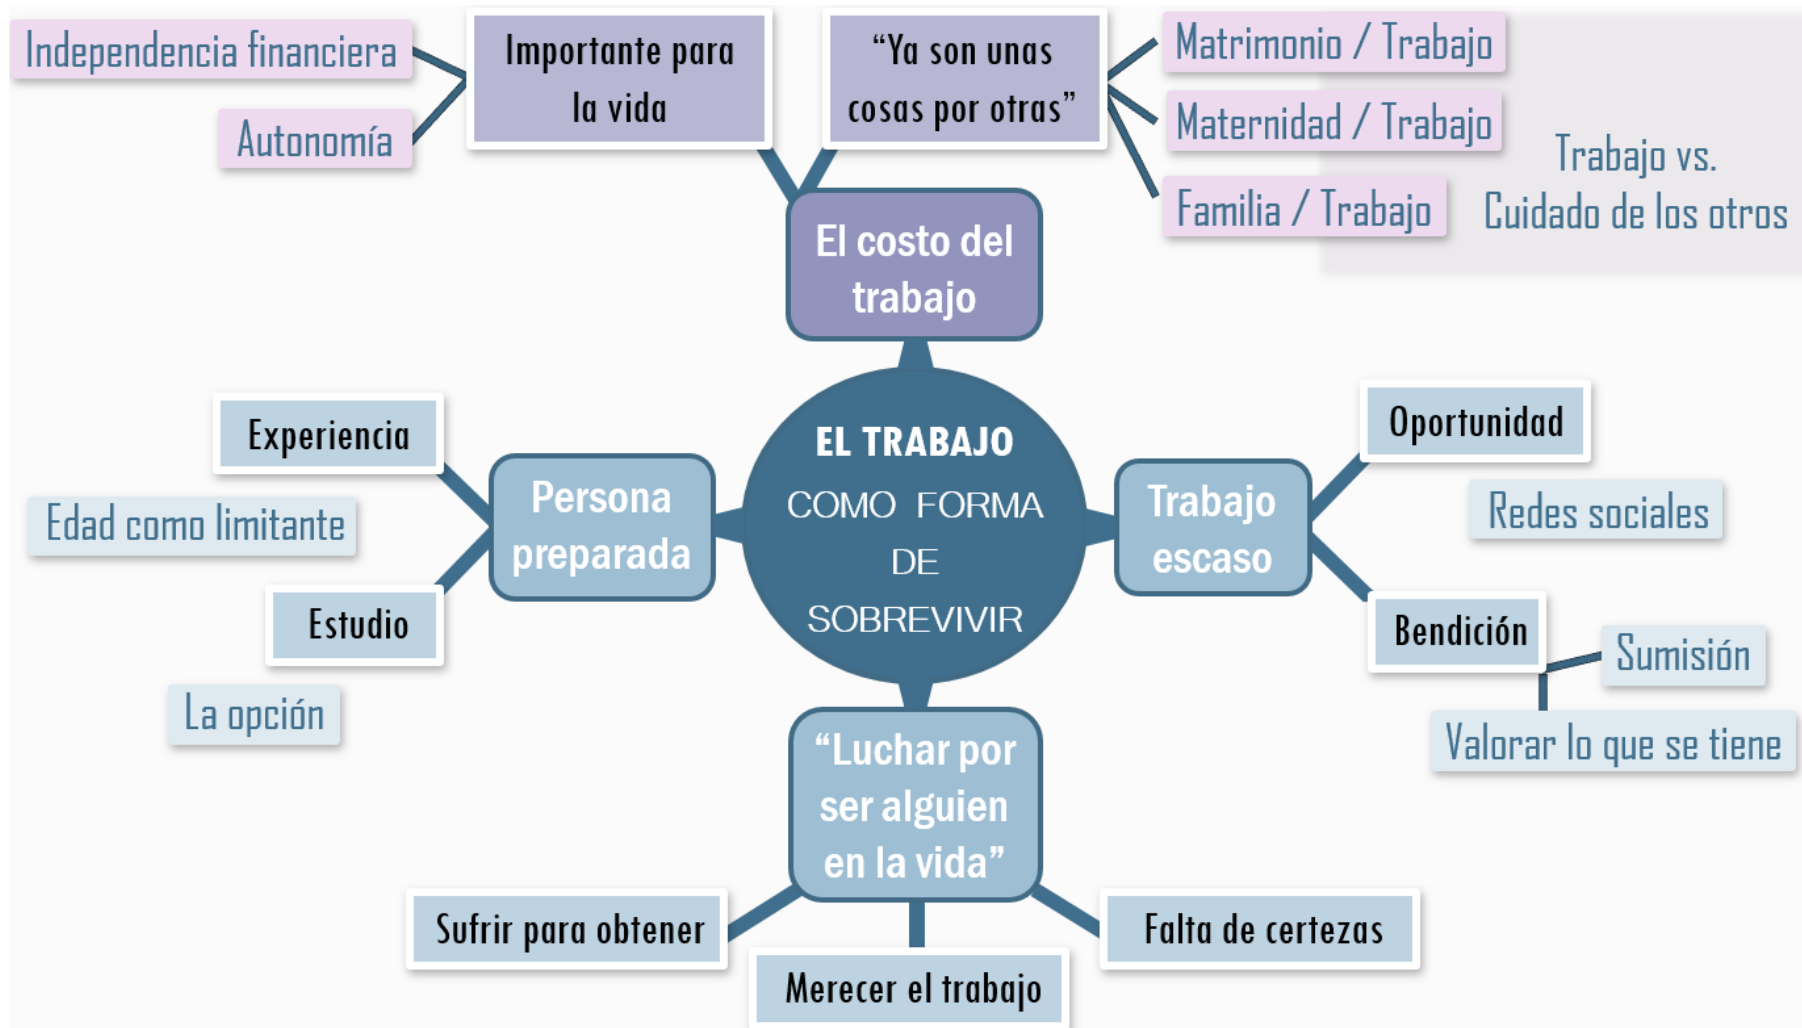 Independencia financiera
Autonomía
Importante para
la vida
“Ya son unas
cosas por otras”
Matrimonio / Trabajo
Maternidad / Trabajo
Familia / Trabajo
Trabajo vs.
Cuidado de los otros
El costo del
trabajo
EL TRABAJO
COMO FORMA
DE
SOBREVIVIR
Experiencia
Edad como limitante
Estudio
La opción
Persona
preparada
Trabajo
escaso
Oportunidad
Redes sociales
Bendición
Sumisión
Valorar lo que se tiene
“Luchar por
ser alguien
en la vida”
Sufrir para obtener
Merecer el trabajo
Falta de certezas